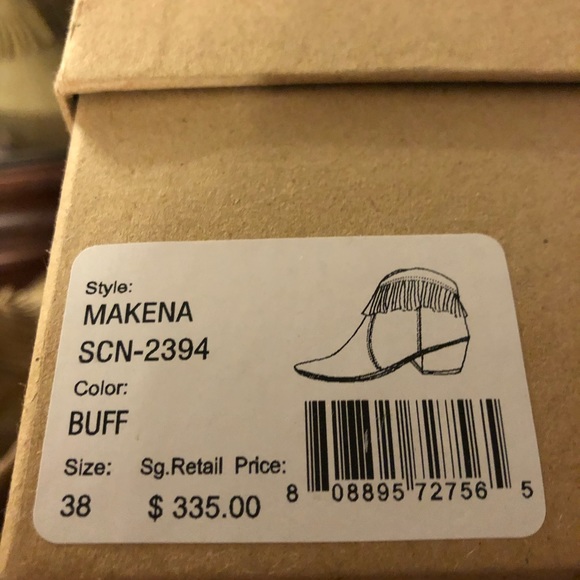 Style:
MAKENA
SCN-2394
Color:
BUFF
Size: Sg.Retail Price:
38 $ 335.00
8 08895 72756 5